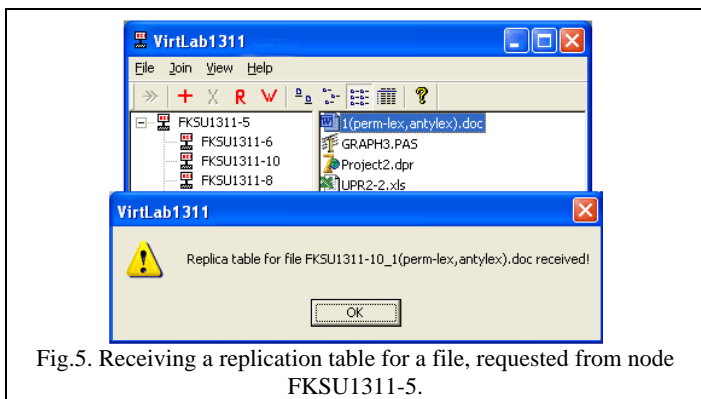 VirtLab1311
File Join View Help
R W
FKSU1311-5
FKSU1311-6
FKSU1311-10
FKSU1311-8
1(perm-lex,antylex).doc
GRAPH3.PAS
Project2.dpr
UPR2-2.xls
VirtLab1311
Replica table for file FKSU1311-10_1(perm-lex,antylex).doc received!
OK
Fig.5. Receiving a replication table for a file, requested from node
FKSU1311-5.